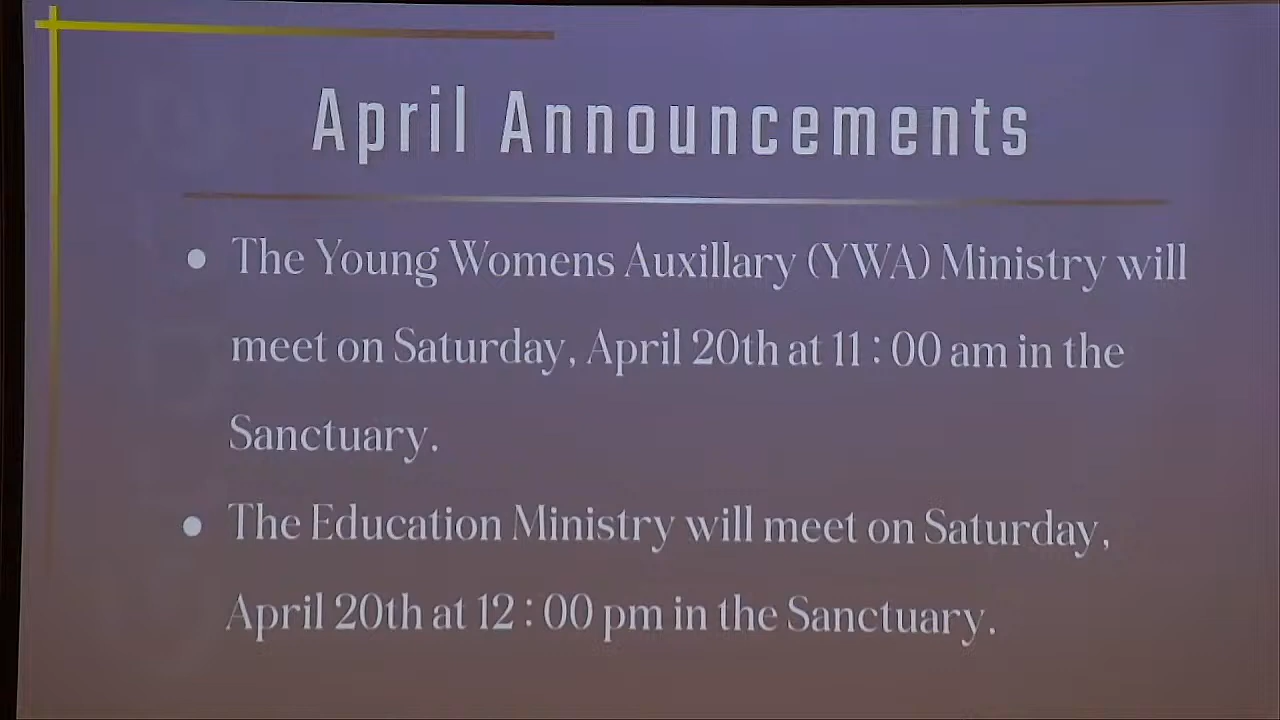 April Announcements
• The Young Womens Auxillary (YWA) Ministry will
meet on Saturday, April 20th at 11:00 am in the
Sanctuary.
• The Education Ministry will meet on Saturday,
April 20th at 12:00 pm in the Sanctuary.